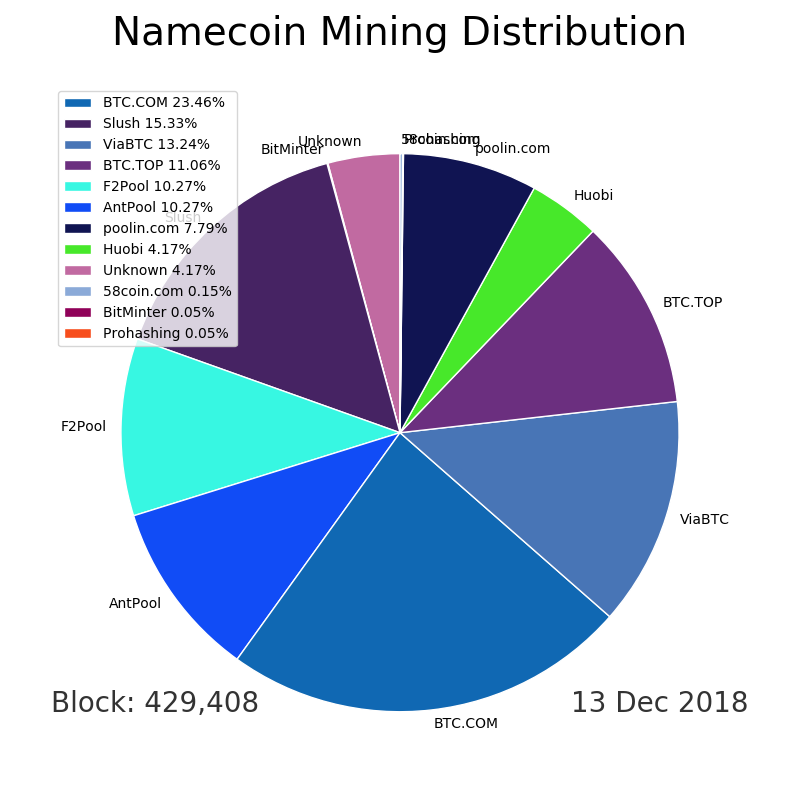 Namecoin Mining Distribution
BTC.COM 23.46%
Slush 15.33%
ViaBTC 13.24%
BTC.TOP 11.06%
F2Pool 10.27%
AntPool 10.27%
poolin.com 7.79%
Huobi 4.17%
Unknown 4.17%
58coin.com 0.15%
BitMinter 0.05%
Prohashing 0.05%
58coin.com
Prohashing
Unknown
BitMinter
poolin.com
Huobi
Slush
BTC.TOP
F2Pool
ViaBTC
AntPool
BTC.COM
Block: 429,408
13 Dec 2018